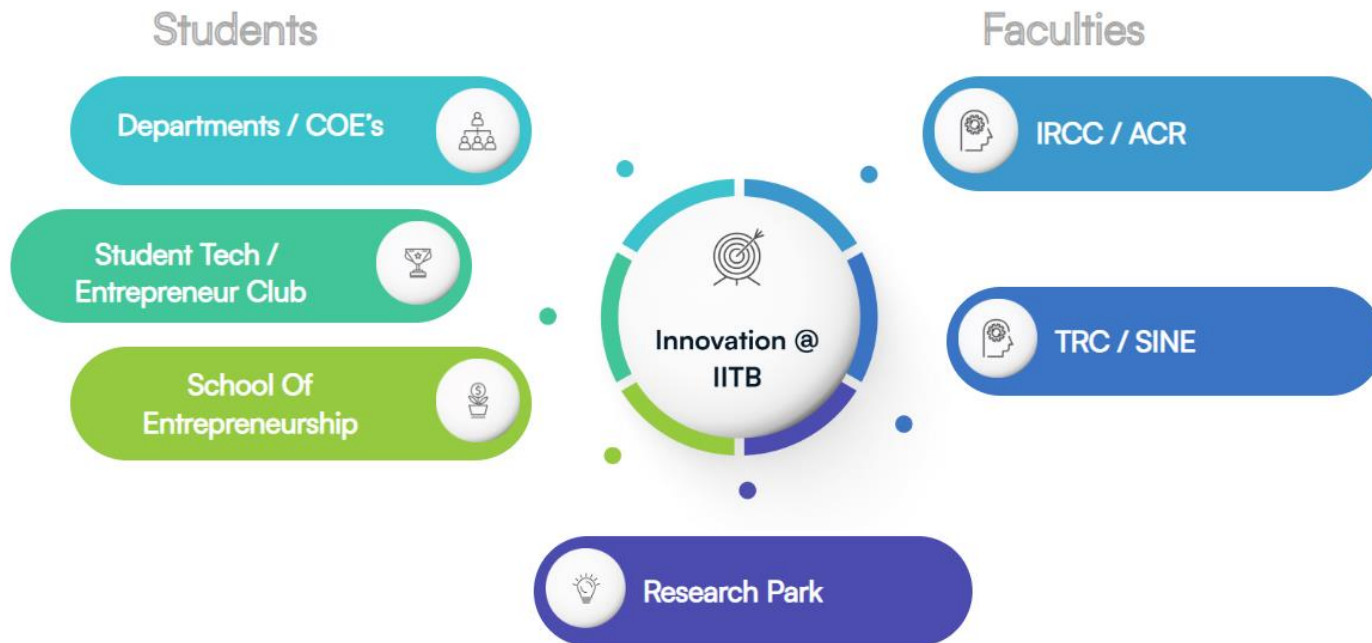 Students
Faculties
Departments / COE's
IRCC / ACR
Student Tech /
Entrepreneur Club
Innovation @
IITB
TRC / SINE
School Of
Entrepreneurship
Research Park